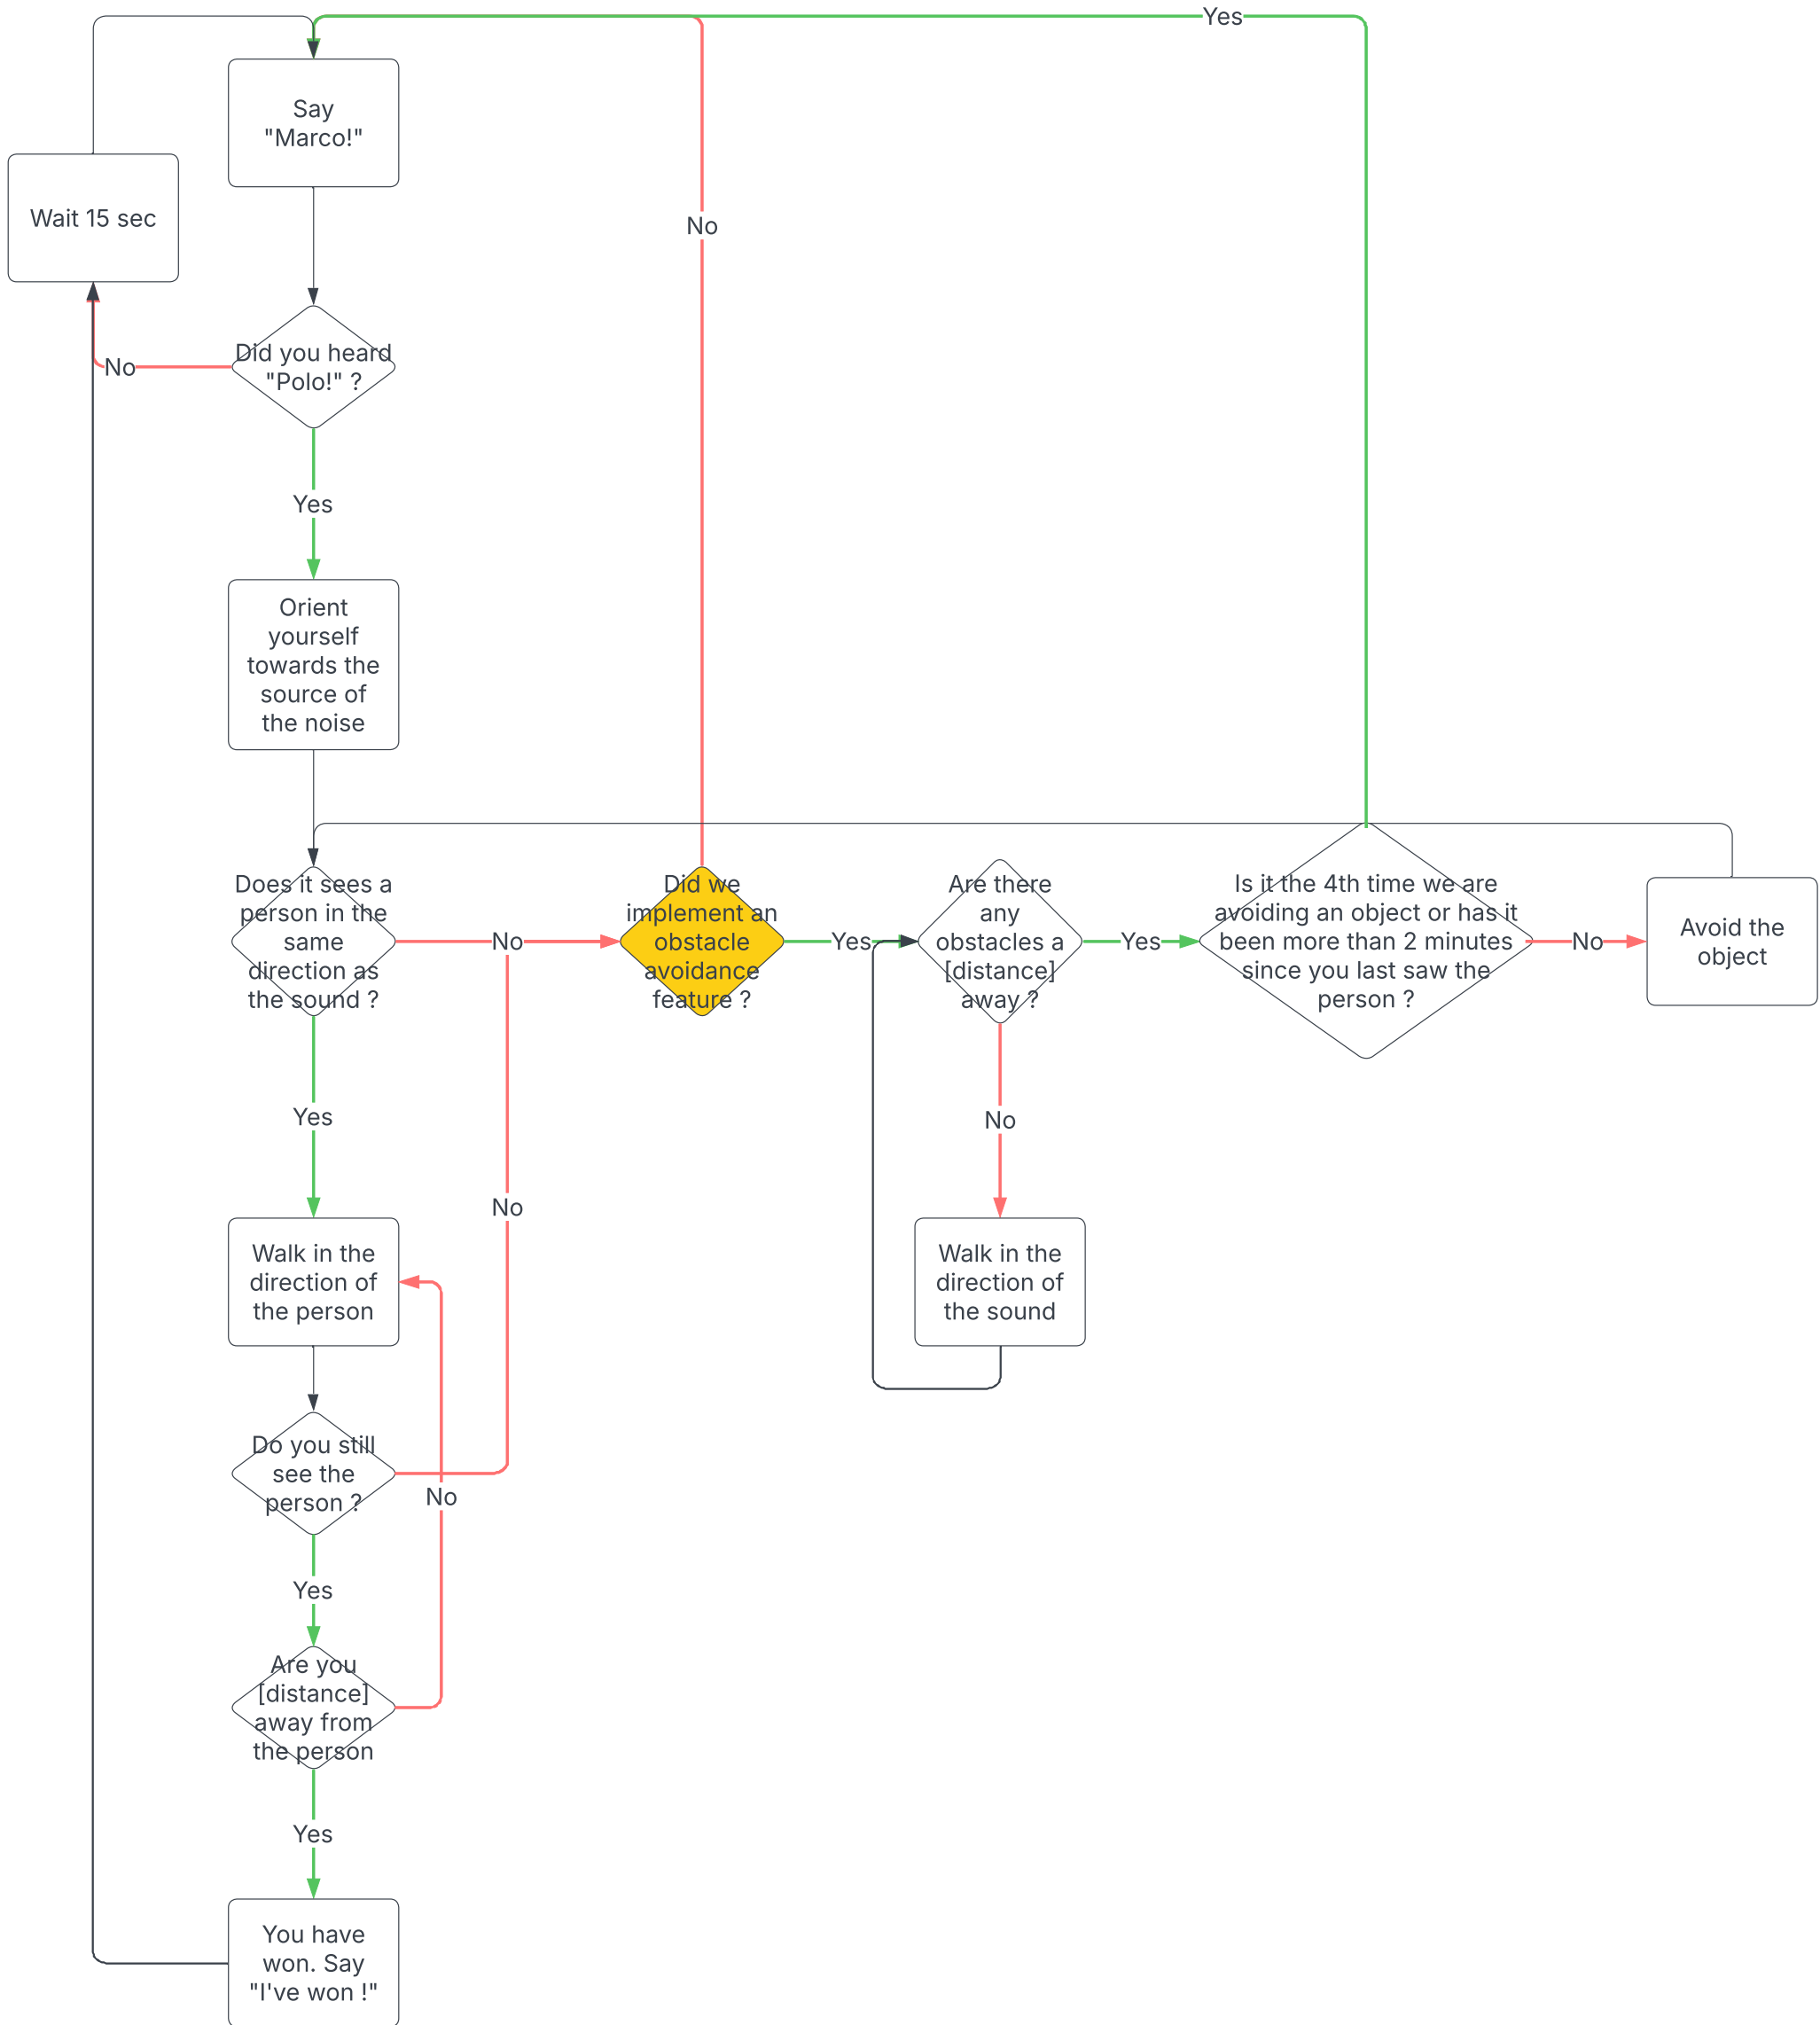 Yes
Say
"Marco!"
Wait 15 sec
No
Did you heard
"Polo!" ?
No
Yes
Orient
yourself
towards the
source of
the noise
Does it sees a
person in the
same
direction as
the sound ?
No
Did we
implement an
obstacle
avoidance
feature ?
Yes
Are there
any
obstacles a
[distance]
away ?
Yes
Is it the 4th time we are
avoiding an object or has it
been more than 2 minutes
since you last saw the
person ?
No
Avoid the
object
Yes
No
No
Walk in the
direction of
the person
Walk in the
direction of
the sound
Do you still
see the
person ?
No
Yes
Are you
[distance]
away from
the person
Yes
You have
won. Say
"I've won !"